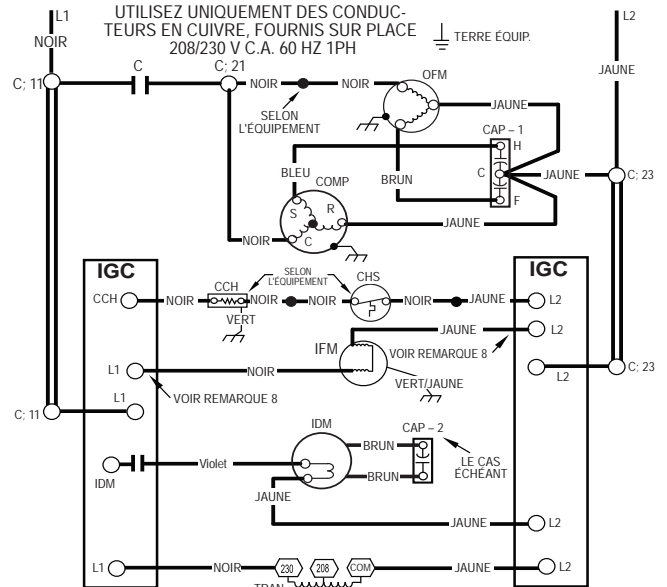 L1
UTILISEZ UNIQUEMENT DES CONDUC-
L2
NOIR
TEURS EN CUIVRE, FOURNIS SUR PLACE
208/230 V C.A. 60 HZ 1PH
TERRE ÉQUIP.
JAUNE
C; 11
C
C; 21
NOIR
NOIR
OFM
SELON
L'ÉQUIPEMENT
JAUNE
CAP – 1
H
BLEU
BRUN
C
JAUNE
C; 23
COMP
S
R
F
JAUNE
NOIR
C
IGC
SELON
L'ÉQUIPEMENT
IGC
CCH
NOIR
CCH
NOIR
NOIR
CHS
NOIR
JAUNE
L2
VERT
JAUNE
L2
IFM
VOIR REMARQUE 8
L1
NOIR
VERT/JAUNE
L2
C; 23
VOIR REMARQUE 8
L1
C; 11
IDM
CAP – 2
BRUN
Violet
LE CAS
ÉCHÉANT
BRUN
IDM
JAUNE
JAUNE
L2
L1
NOIR
230
208
COM
JAUNE
L2
TRAN